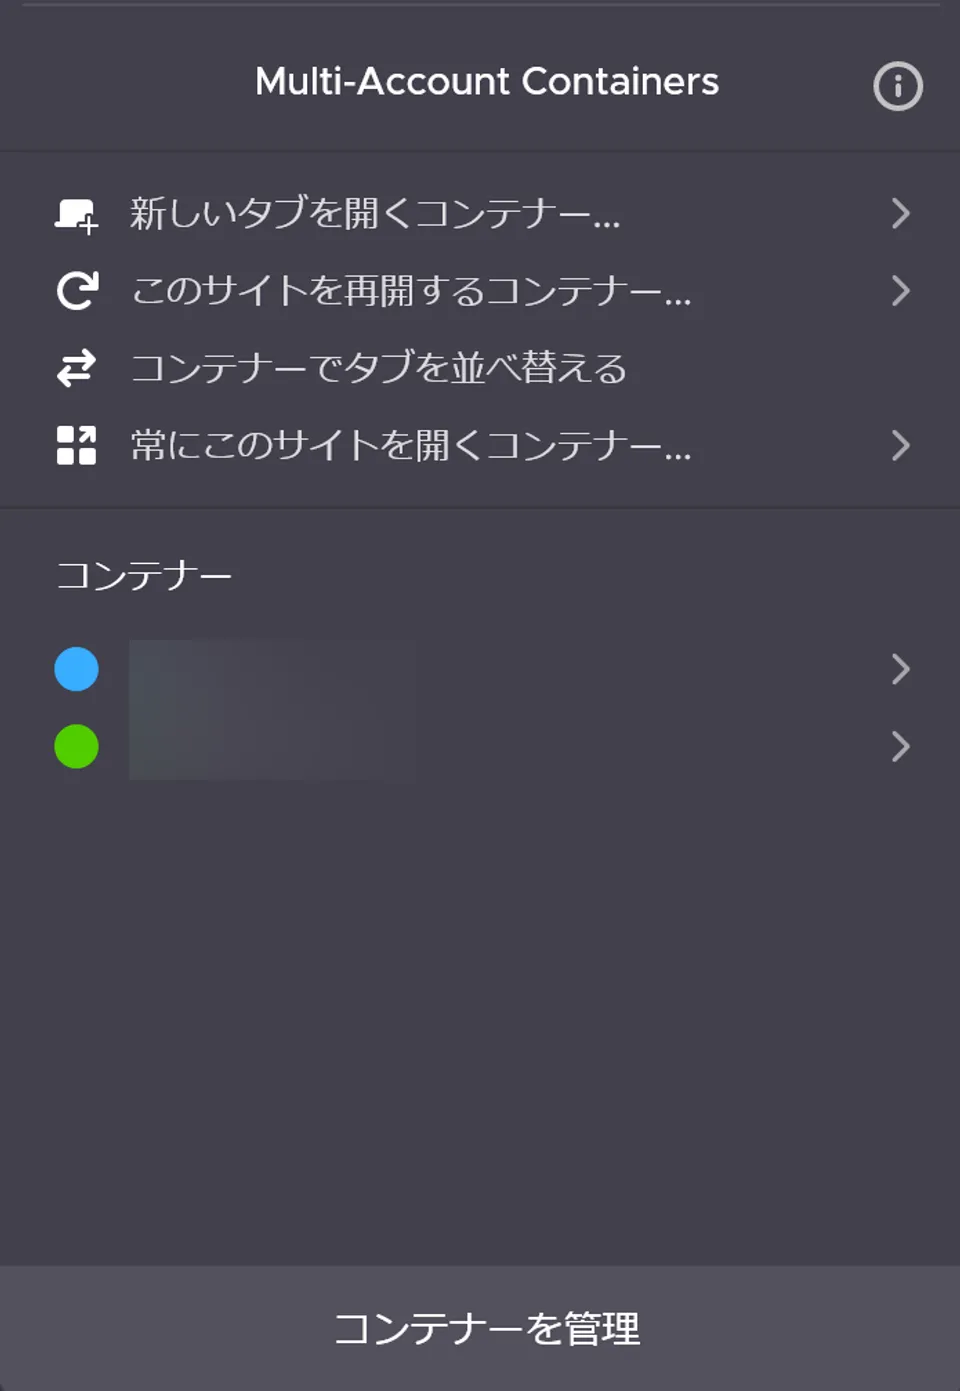 Multi-Account Containers
新しいタブを開くコンテナー...
このサイトを再開するコンテナー...
コンテナーでタブを並べ替える
常にこのサイトを開くコンテナー...
コンテナー
コンテナーを管理